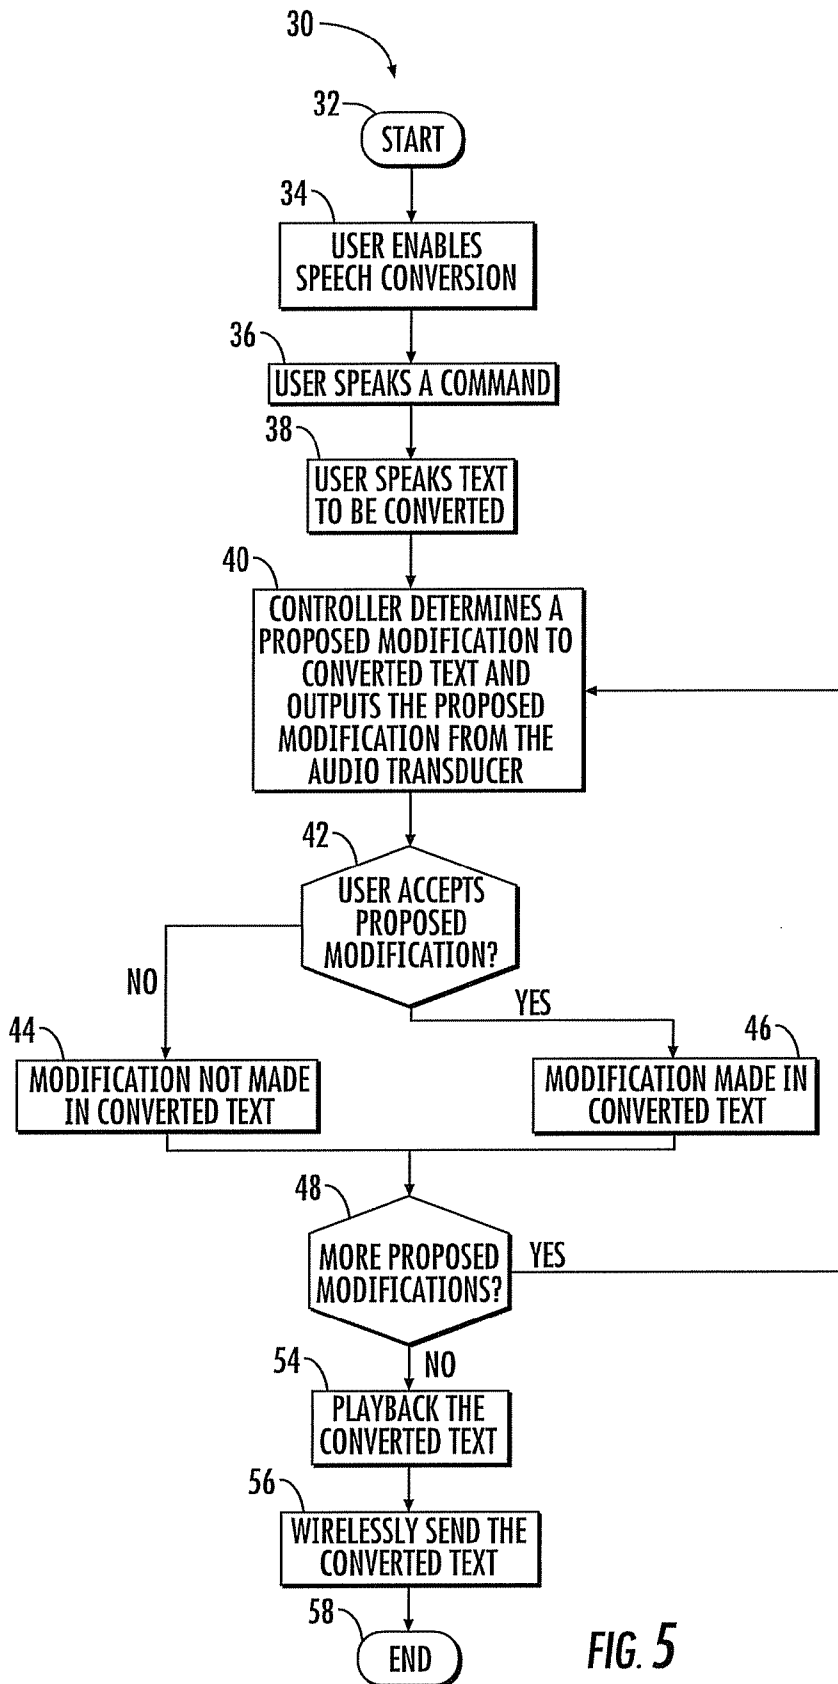 30
32
START
34
USER ENABLES
SPEECH CONVERSION
36
USER SPEAKS A COMMAND
38
USER SPEAKS TEXT
TO BE CONVERTED
40
CONTROLLER DETERMINES A
PROPOSED MODIFICATION TO
CONVERTED TEXT AND
OUTPUTS THE PROPOSED
MODIFICATION FROM THE
AUDIO TRANSDUCER
42
USER ACCEPTS
PROPOSED
MODIFICATION?
NO
YES
44
MODIFICATION NOT MADE
IN CONVERTED TEXT
46
MODIFICATION MADE IN
CONVERTED TEXT
48
MORE PROPOSED
MODIFICATIONS?
YES
NO
54
PLAYBACK THE
CONVERTED TEXT
56
WIRELESSLY SEND THE
CONVERTED TEXT
58
END
FIG. 5